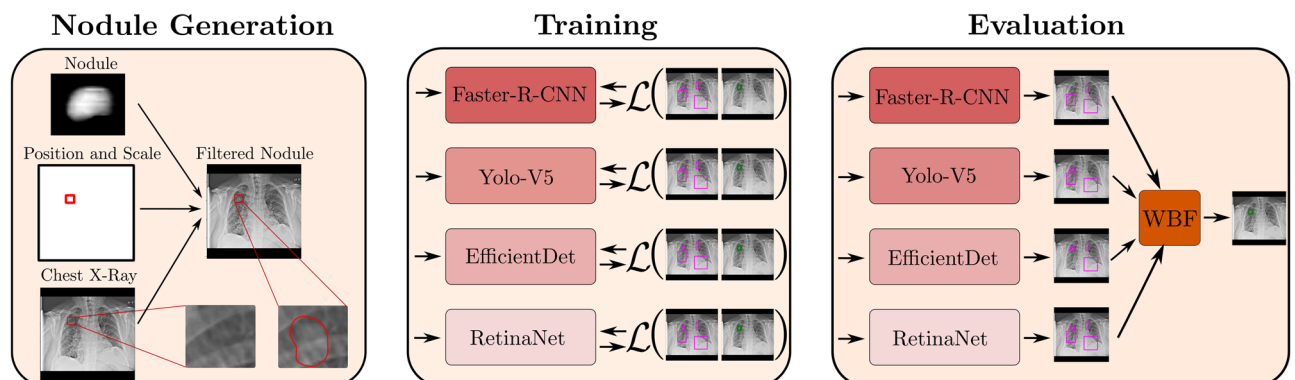 Nodule Generation
Nodule
Position and Scale
Filtered Nodule
Chest X-Ray
Training
Faster-R-CNN
ℒ( )
Yolo-V5
ℒ( )
EfficientDet
ℒ( )
RetinaNet
ℒ( )
Evaluation
Faster-R-CNN
Yolo-V5
WBF
EfficientDet
RetinaNet